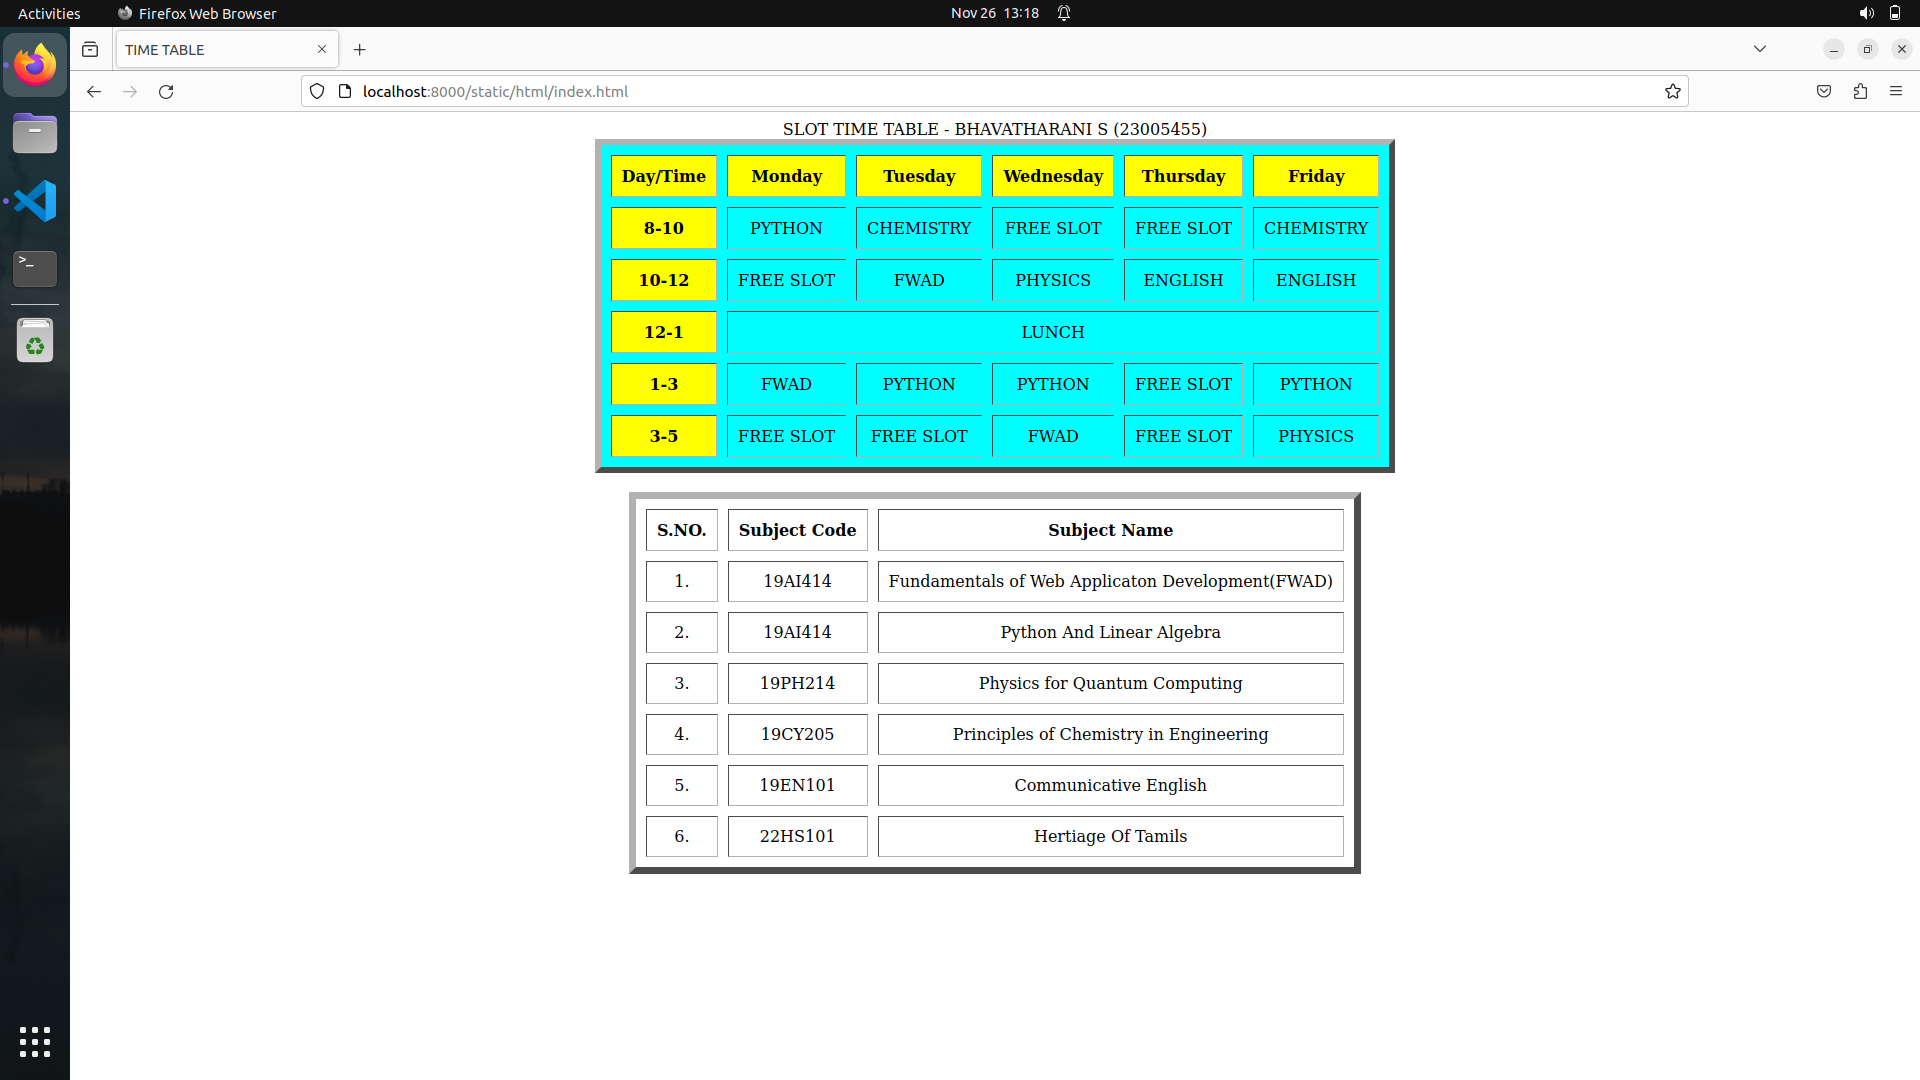 Activities Firefox Web Browser Nov 26 13:18
TIME TABLE
localhost:8000/static/html/index.html
SLOT TIME TABLE - BHAVATHARANI S (23005455)
Day/Time Monday Tuesday Wednesday Thursday Friday
8-10 PYTHON CHEMISTRY FREE SLOT FREE SLOT CHEMISTRY
10-12 FREE SLOT FWAD PHYSICS ENGLISH ENGLISH
12-1 LUNCH
1-3 FWAD PYTHON PYTHON FREE SLOT PYTHON
3-5 FREE SLOT FREE SLOT FWAD FREE SLOT PHYSICS
S.NO. Subject Code Subject Name
1. 19AI414 Fundamentals of Web Applicaton Development(FWAD)
2. 19AI414 Python And Linear Algebra
3. 19PH214 Physics for Quantum Computing
4. 19CY205 Principles of Chemistry in Engineering
5. 19EN101 Communicative English
6. 22HS101 Hertiage Of Tamils